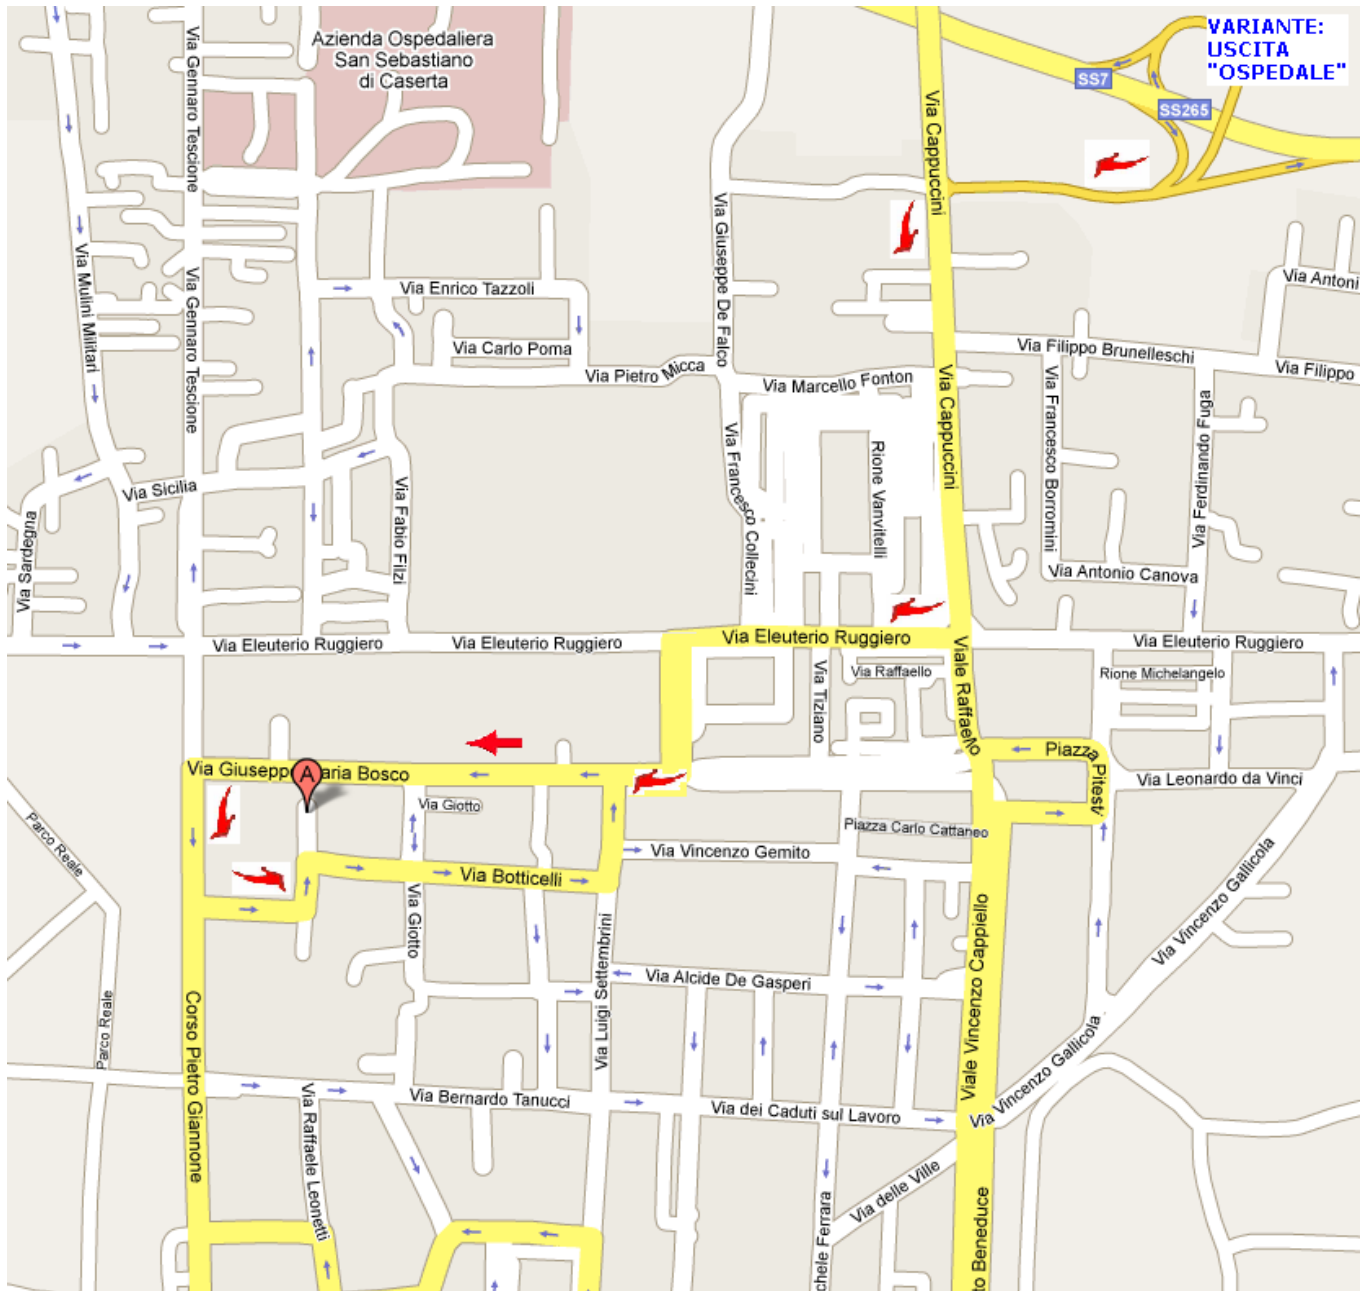 VARIANTE:
USCITA
"OSPEDALE"
Azienda Ospedaliera
San Sebastiano
di Caserta
SS7
SS265
Via Gennaro Tescione
Via Cappuccini
Via Mulini Militari
Via Gennaro Tescione
Via Giuseppe De Falco
Via Enrico Tazzoli
Via Antoni
Via Carlo Poma
Via Filippo Brunelleschi
Via Pietro Micca
Via Marcello Fonton
Via Filippo
Via Cappuccini
Via Francesco Borromini
Via Ferdinando Fuga
Via Sicilia
Via Francesco Collecini
Rione Vanvitelli
Via Sardegna
Via Fabio Filzi
Via Antonio Canova
Via Eleuterio Ruggiero
Via Eleuterio Ruggiero
Via Eleuterio Ruggiero
Via Eleuterio Ruggiero
Viale Raffaello
Via Raffaello
Via Tiziano
Rione Michelangelo
Piazza Pitesti
Via Giuseppe Maria Bosco
A
Via Leonardo da Vinci
Via Giotto
Piazza Carlo Cattaneo
Parco Reale
Via Vincenzo Gemito
Via Botticelli
Via Giotto
Via Luigi Settembrini
Viale Vincenzo Cappiello
Via Vincenzo Gallicola
Via Alcide De Gasperi
Parco Reale
Corso Pietro Giannone
Via Vincenzo Gallicola
Via Raffaele Leonetti
Via Bernardo Tanucci
Via dei Caduti sul Lavoro
Via delle Ville
chele Ferrara
to Beneduce